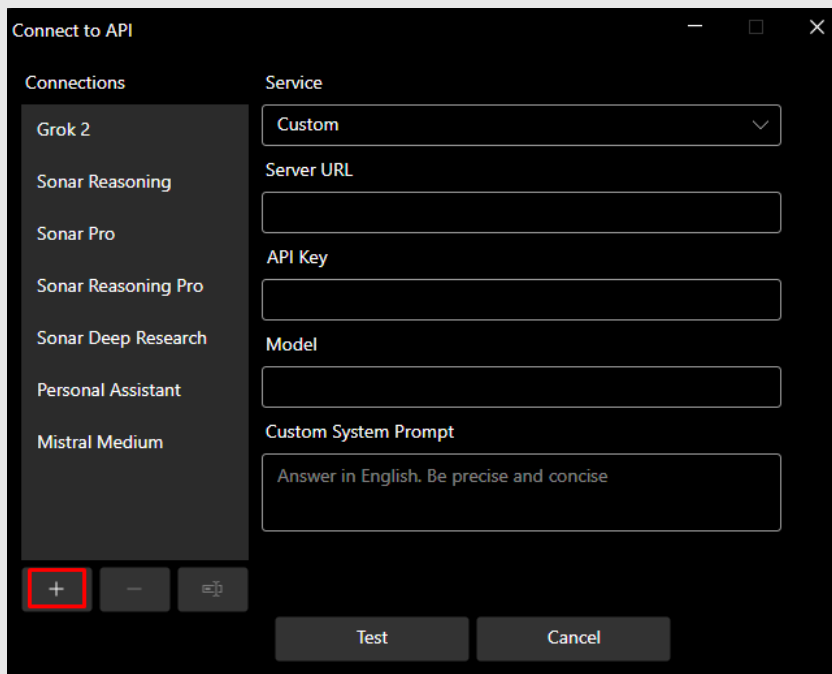 Connect to API
Connections
Grok 2
Sonar Reasoning
Sonar Pro
Sonar Reasoning Pro
Sonar Deep Research
Personal Assistant
Mistral Medium
Service
Custom
Server URL
API Key
Model
Custom System Prompt
Answer in English. Be precise and concise
Test
Cancel